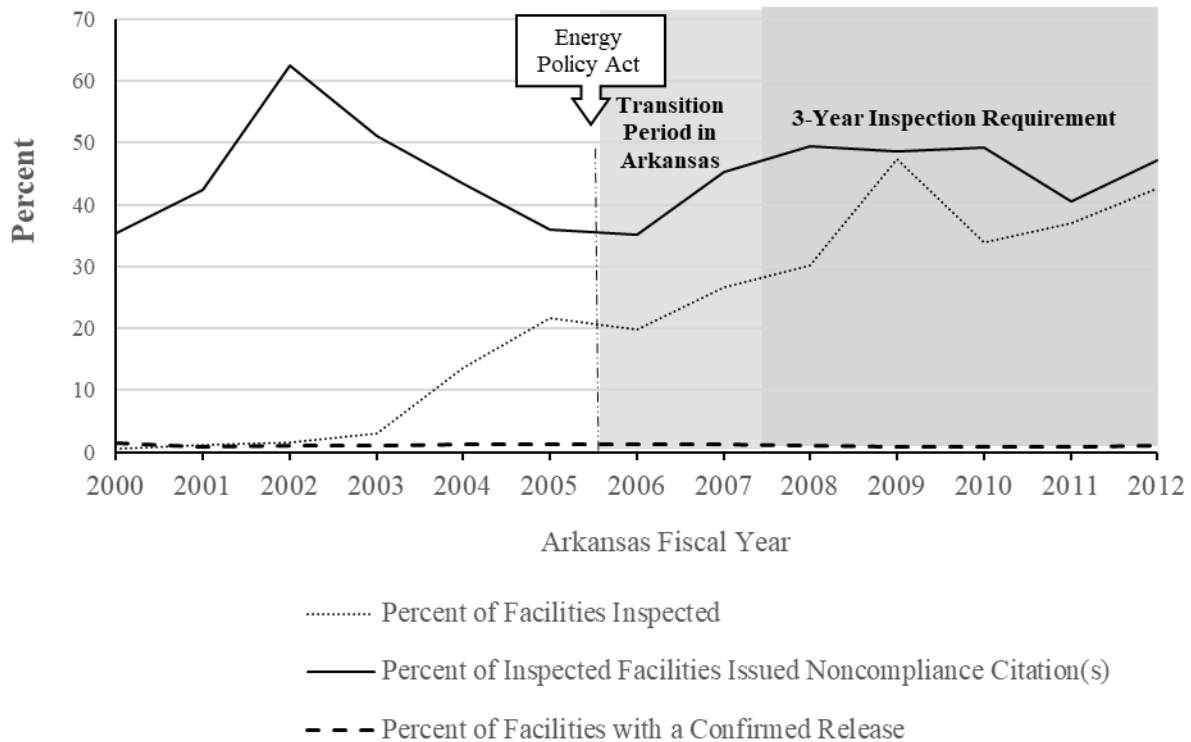 70
60
50
40
30
20
10
0
Percent
Energy
Policy Act
Transition
Period in
Arkansas
3-Year Inspection Requirement
2000 2001 2002 2003 2004 2005 2006 2007 2008 2009 2010 2011 2012
Arkansas Fiscal Year
Percent of Facilities Inspected
Percent of Inspected Facilities Issued Noncompliance Citation(s)
Percent of Facilities with a Confirmed Release